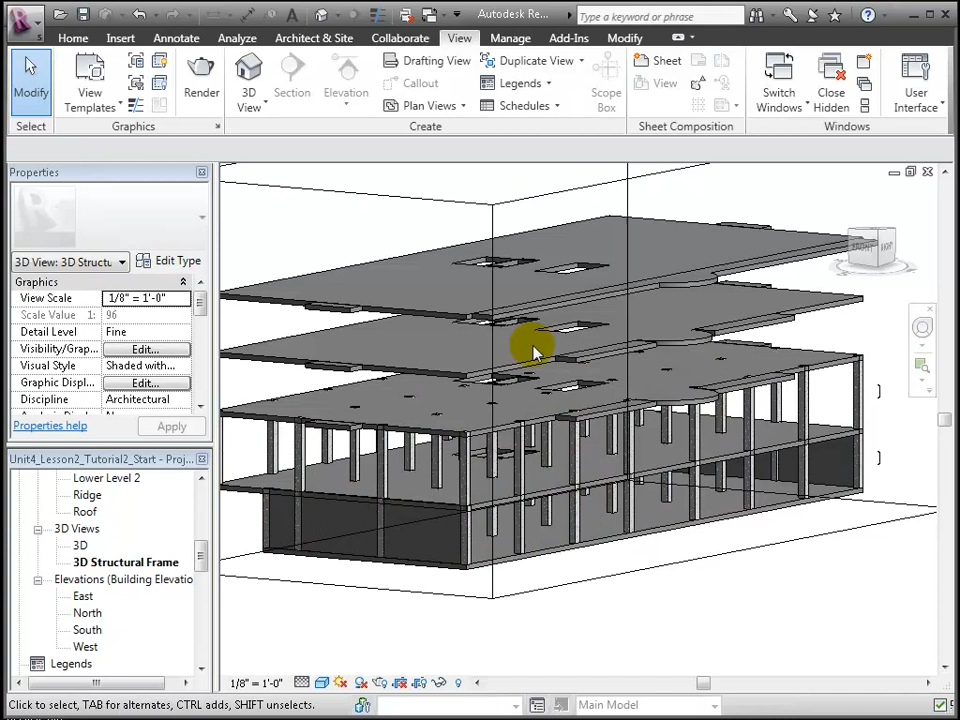 Autodesk Re...
Type a keyword or phrase
Home Insert Annotate Analyze Architect & Site Collaborate View Manage Add-Ins Modify
Modify
View Templates
Render
3D View
Section
Elevation
Drafting View
Callout
Plan Views
Duplicate View
Legends
Schedules
Scope Box
Sheet
View
Switch Windows
Close Hidden
User Interface
Select Graphics Create Sheet Composition Windows
Properties
3D View: 3D Structu
Edit Type
Graphics
View Scale 1/8" = 1'-0"
Scale Value 1: 96
Detail Level Fine
Visibility/Grap... Edit...
Visual Style Shaded with...
Graphic Displ... Edit...
Discipline Architectural
Properties help Apply
Unit4_Lesson2_Tutorial2_Start - Proj...
Lower Level 2
Ridge
Roof
3D Views
3D
3D Structural Frame
Elevations (Building Elevatio
East
North
South
West
Legends
FRONT
1/8" = 1'-0"
Click to select, TAB for alternates, CTRL adds, SHIFT unselects.
Main Model